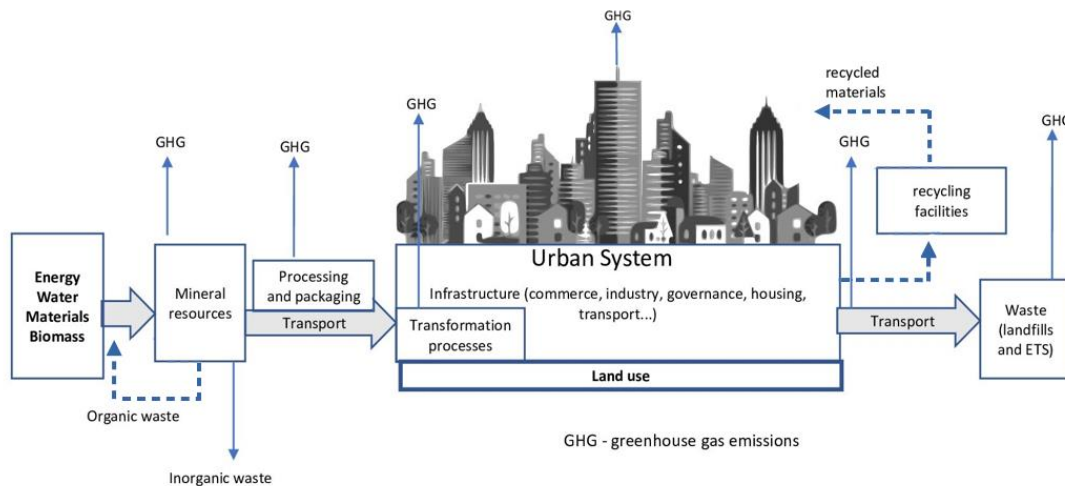 GHG
recycled
materials
GHG
GHG
GHG
GHG
GHG
recycling
facilities
Energy
Water
Materials
Biomass
Mineral
resources
Processing
and packaging
Transport
Urban System
Infrastructure (commerce, industry, governance, housing,
transport...)
Transformation
processes
Land use
Transport
Waste
(landfills
and ETS)
Organic waste
Inorganic waste
GHG - greenhouse gas emissions